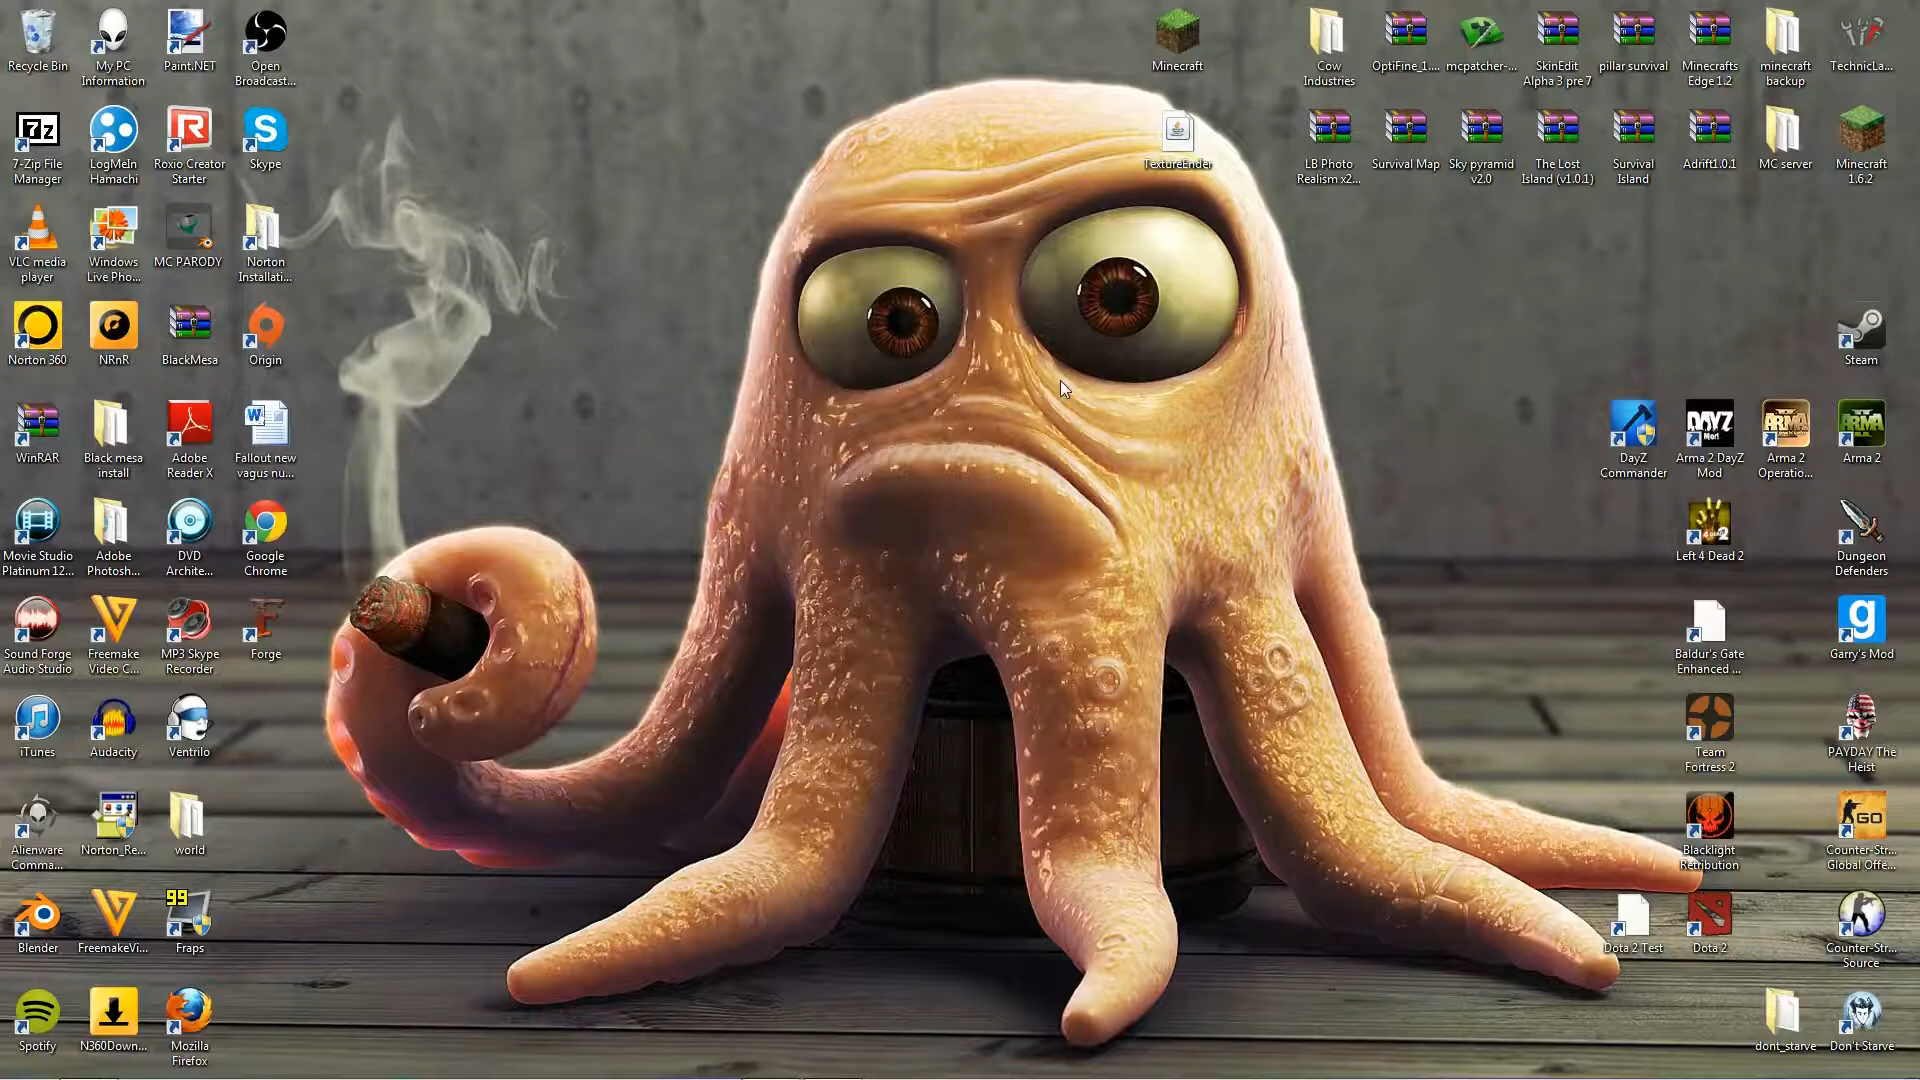 Recycle Bin
My PC
Information
Paint.NET
Open
Broadcast...
Minecraft
Cow
Industries
OptiFine_1....
mcpatcher-...
SkinEdit
Alpha 3 pre 7
pillar survival
Minecrafts
Edge 1.2
minecraft
backup
TechnicLa...
7z
7-Zip File
Manager
LogMeIn
Hamachi
Roxio Creator
Starter
Skype
TextureEnder
LB Photo
Realism x2...
Survival Map
Sky pyramid
v2.0
The Lost
Island (v1.0.1)
Survival
Island
Adrift1.0.1
MC server
Minecraft
1.6.2
VLC media
player
Windows
Live Pho...
MC PARODY
Norton
Installati...
Norton 360
NRnR
BlackMesa
Origin
Steam
WinRAR
Black mesa
install
Adobe
Reader X
Fallout new
vagus nu...
DAYZ
ARMA
ARMA
DayZ
Commander
Arma 2 DayZ
Mod
Arma 2
Operatio...
Arma 2
Movie Studio
Platinum 12...
Adobe
Photosh...
DVD
Archite...
Google
Chrome
Left 4 Dead 2
Dungeon
Defenders
Sound Forge
Audio Studio
Freemake
Video C...
MP3 Skype
Recorder
Forge
Baldur's Gate
Enhanced ...
Garry's Mod
iTunes
Audacity
Ventrilo
Team
Fortress 2
PAYDAY The
Heist
Alienware
Comma...
Norton_Re...
world
GO
Blacklight
Retribution
Counter-Str...
Global Offe...
99
Blender
FreemakeVi...
Fraps
Dota 2 Test
Dota 2
Counter-Str...
Source
Spotify
N360Down...
Mozilla
Firefox
dont_starve
Don't Starve